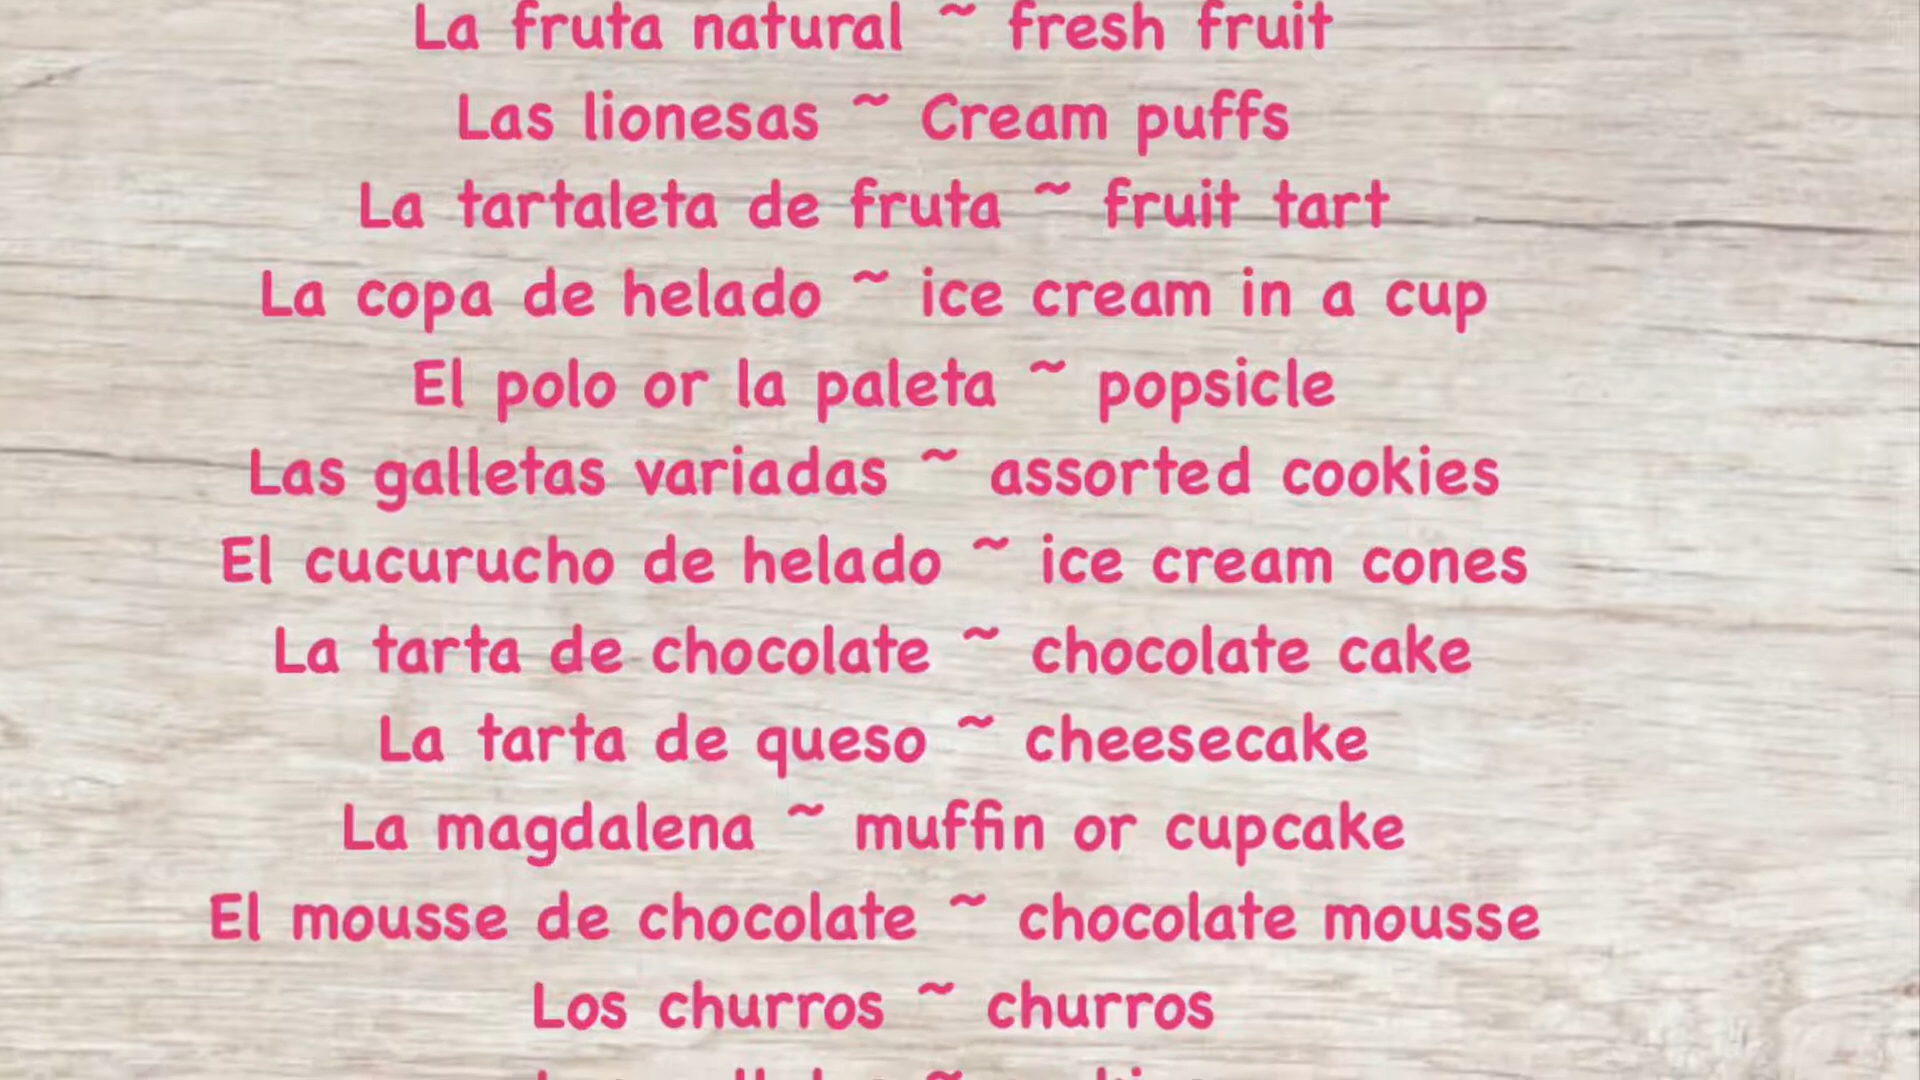 La fruta natural ~ fresh fruit
Las lionesas ~ Cream puffs
La tartaleta de fruta ~ fruit tart
La copa de helado ~ ice cream in a cup
El polo or la paleta ~ popsicle
Las galletas variadas ~ assorted cookies
El cucurucho de helado ~ ice cream cones
La tarta de chocolate ~ chocolate cake
La tarta de queso ~ cheesecake
La magdalena ~ muffin or cupcake
El mousse de chocolate ~ chocolate mousse
Los churros ~ churros